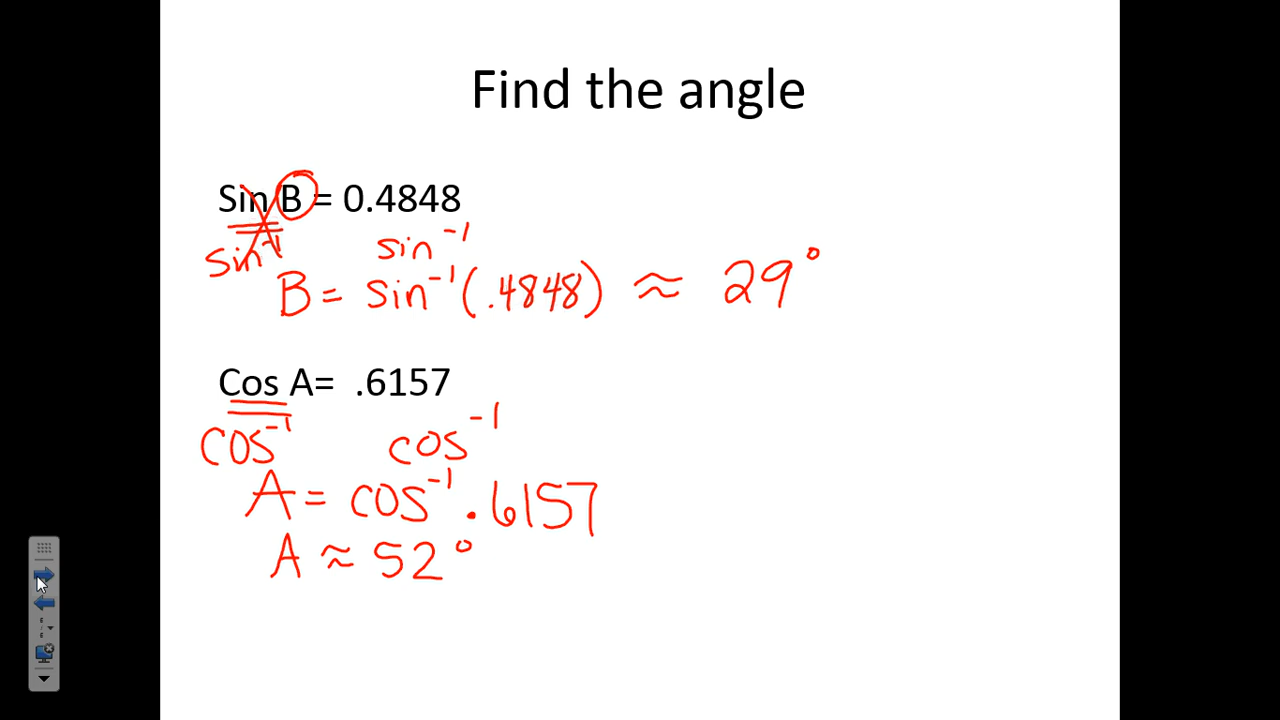 Find the angle
Sin B = 0.4848
sin⁻¹ sin⁻¹
B = sin⁻¹(.4848) ≈ 29°
Cos A= .6157
cos⁻¹ cos⁻¹
A = cos⁻¹ .6157
A ≈ 52°